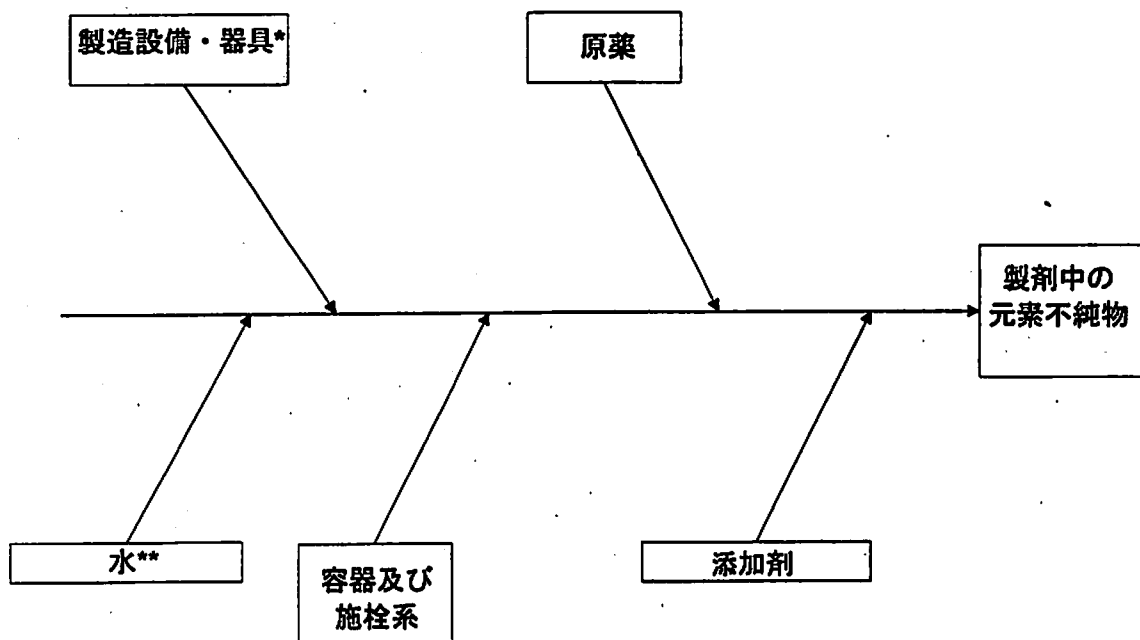 製造設備・器具*
原薬
製剤中の
元素不純物
水**
容器及び
施栓系
添加剤